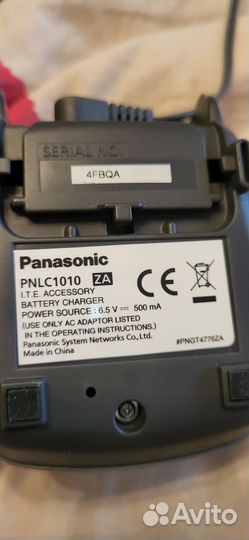 SERIAL NO.
4FBQA
Panasonic
PNLC1010 ZA
I.T.E. ACCESSORY
BATTERY CHARGER
POWER SOURCE : 6.5 V ⎓ 500 mA
(USE ONLY AC ADAPTOR LISTED
IN THE OPERATING INSTRUCTIONS.)
Panasonic System Networks Co., Ltd.
Made in China
#PNGT4776ZA
CE
Avito